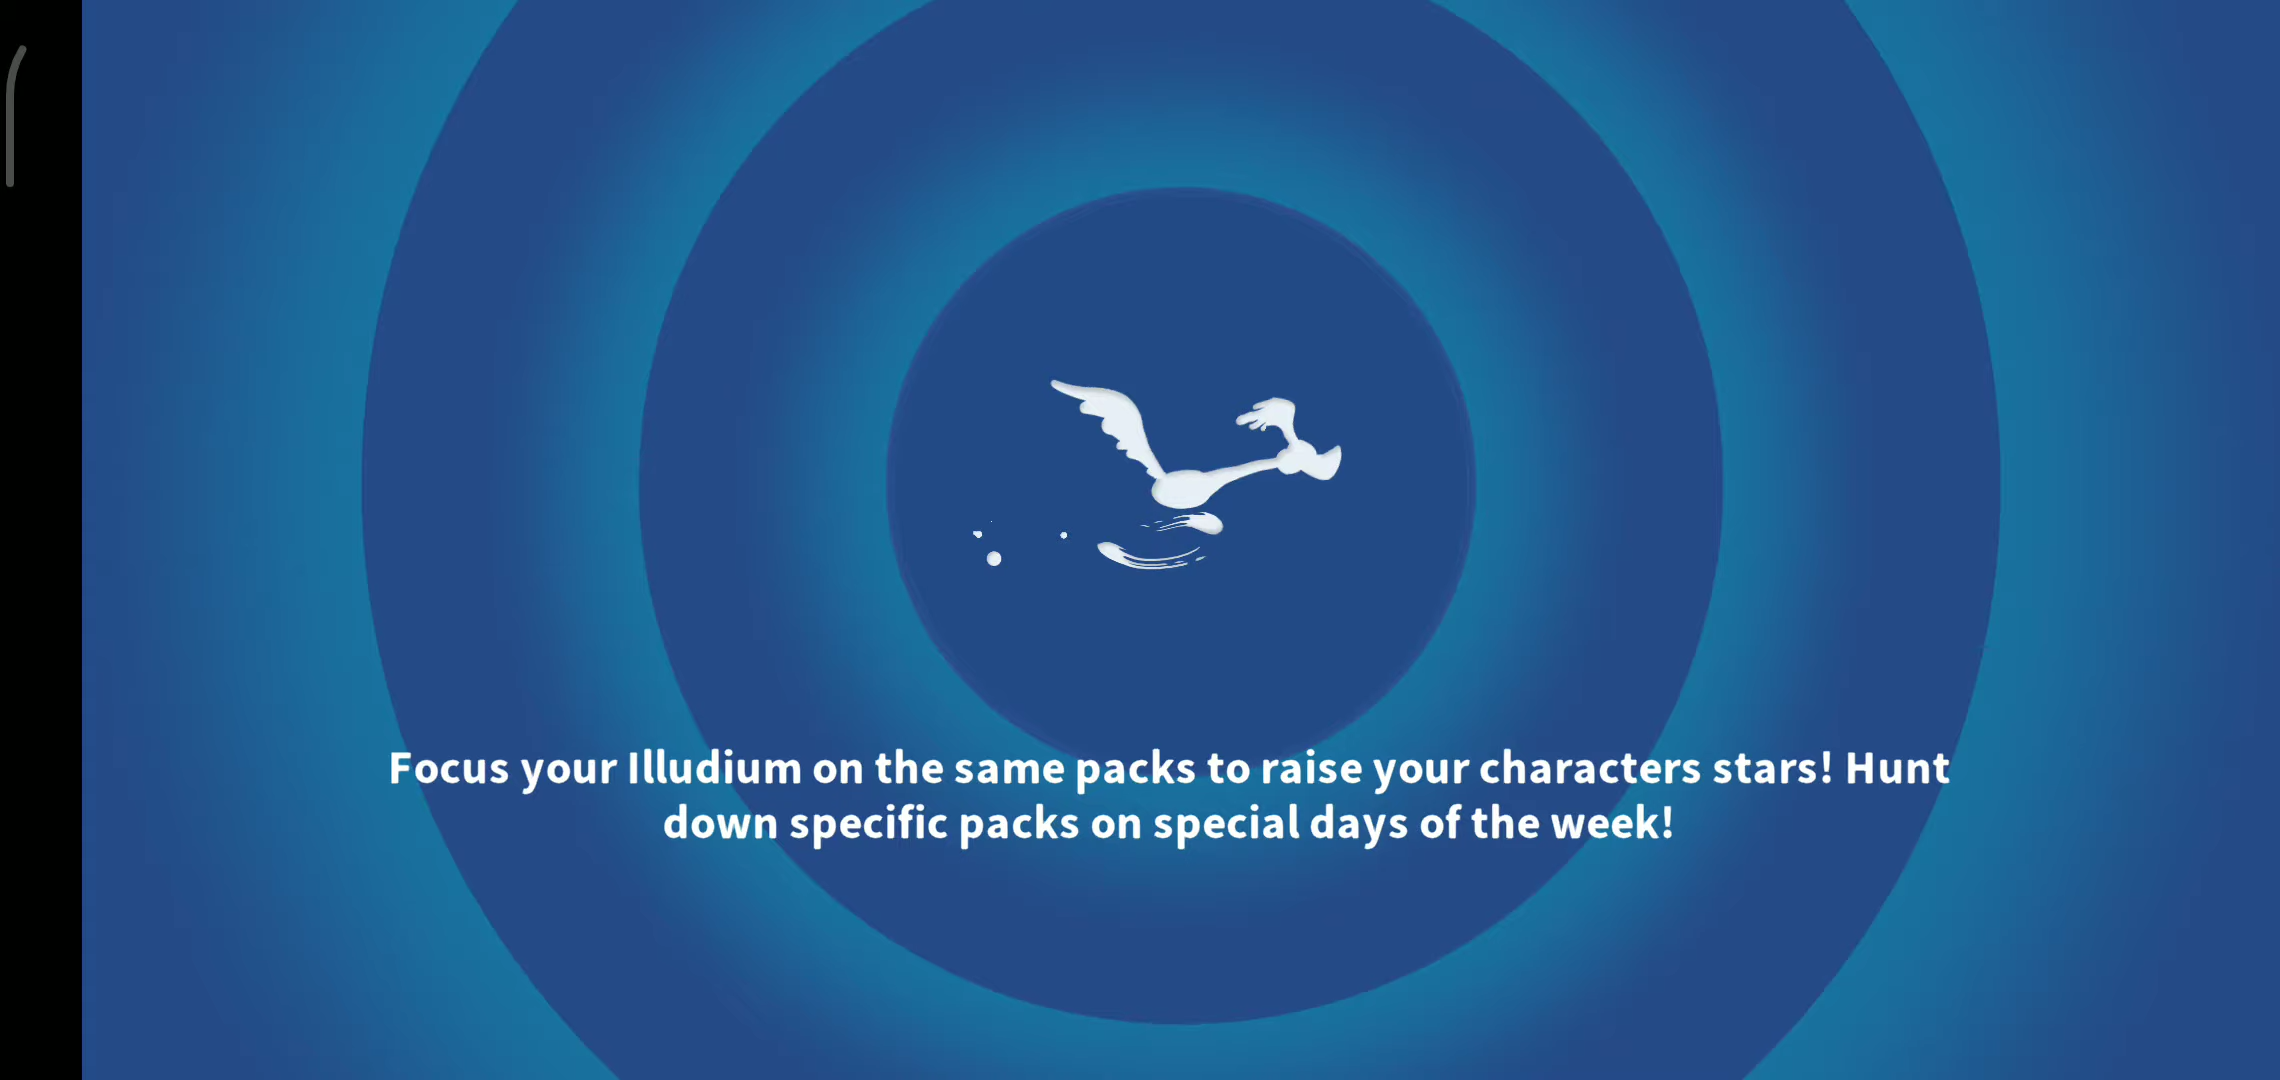 Focus your Illudium on the same packs to raise your characters stars! Hunt
down specific packs on special days of the week!